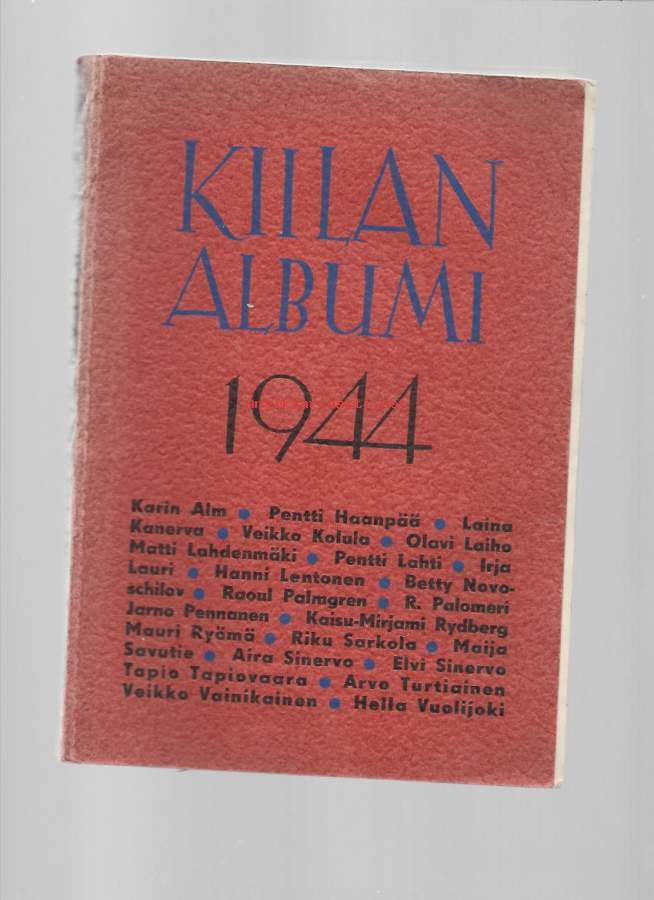 KIILAN
ALBUMI
1944
Karin Alm • Pentti Haanpää • Laina
Kanerva • Veikko Kolula • Olavi Laiho
Matti Lahdenmäki • Pentti Lahti • Irja
Lauri • Hanni Lentonen • Betty Novo-
schilov • Raoul Palmgren • R. Palomeri
Jarno Pennanen • Kaisu-Mirjami Rydberg
Mauri Ryömä • Riku Sarkola • Maija
Savutie • Aira Sinervo • Elvi Sinervo
Tapio Tapiovaara • Arvo Turtiainen
Veikko Vainikainen • Hella Vuolijoki